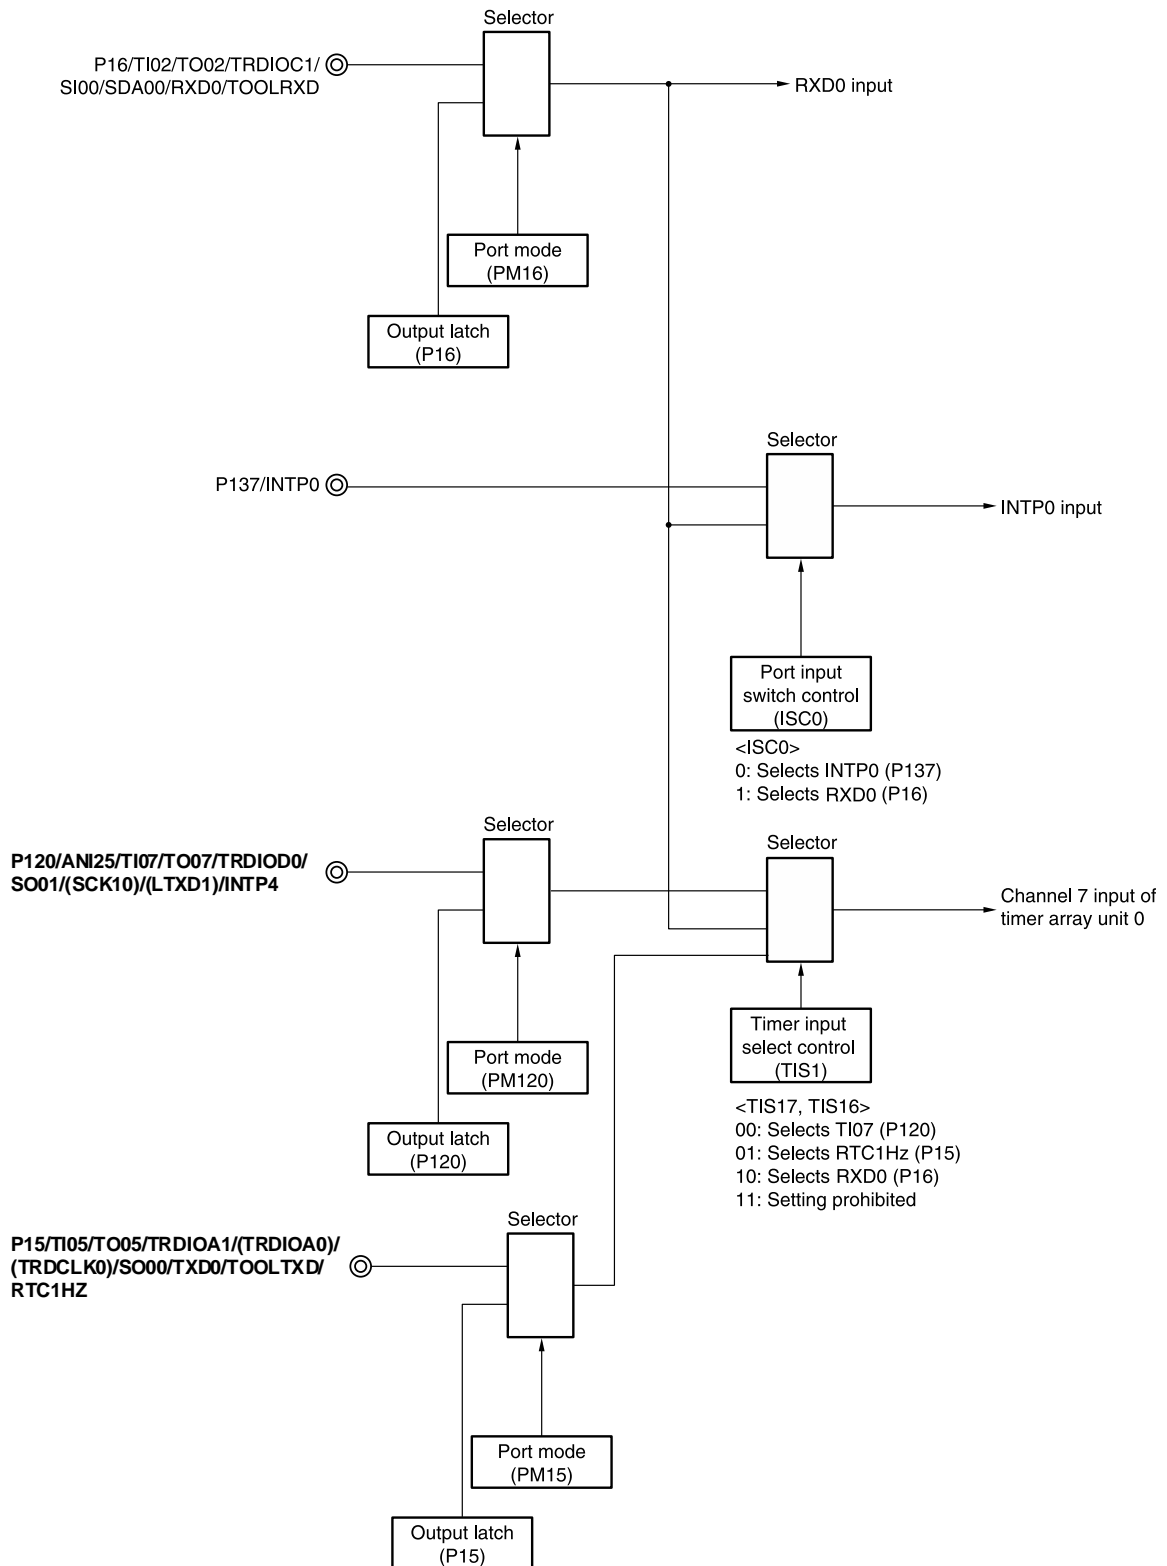 Selector
P16/TI02/TO02/TRDIOC1/
SI00/SDA00/RXD0/TOOLRXD
RXD0 input
Port mode
(PM16)
Output latch
(P16)
Selector
P137/INTP0
INTP0 input
Port input
switch control
(ISC0)
<ISC0>
0: Selects INTP0 (P137)
1: Selects RXD0 (P16)
Selector
P120/ANI25/TI07/TO07/TRDIOD0/
SO01/(SCK10)/(LTXD1)/INTP4
Selector
Channel 7 input of
timer array unit 0
Port mode
(PM120)
Output latch
(P120)
Timer input
select control
(TIS1)
<TIS17, TIS16>
00: Selects TI07 (P120)
01: Selects RTC1Hz (P15)
10: Selects RXD0 (P16)
11: Setting prohibited
Selector
P15/TI05/TO05/TRDIOA1/(TRDIOA0)/
(TRDCLK0)/SO00/TXD0/TOOLTXD/
RTC1HZ
Port mode
(PM15)
Output latch
(P15)